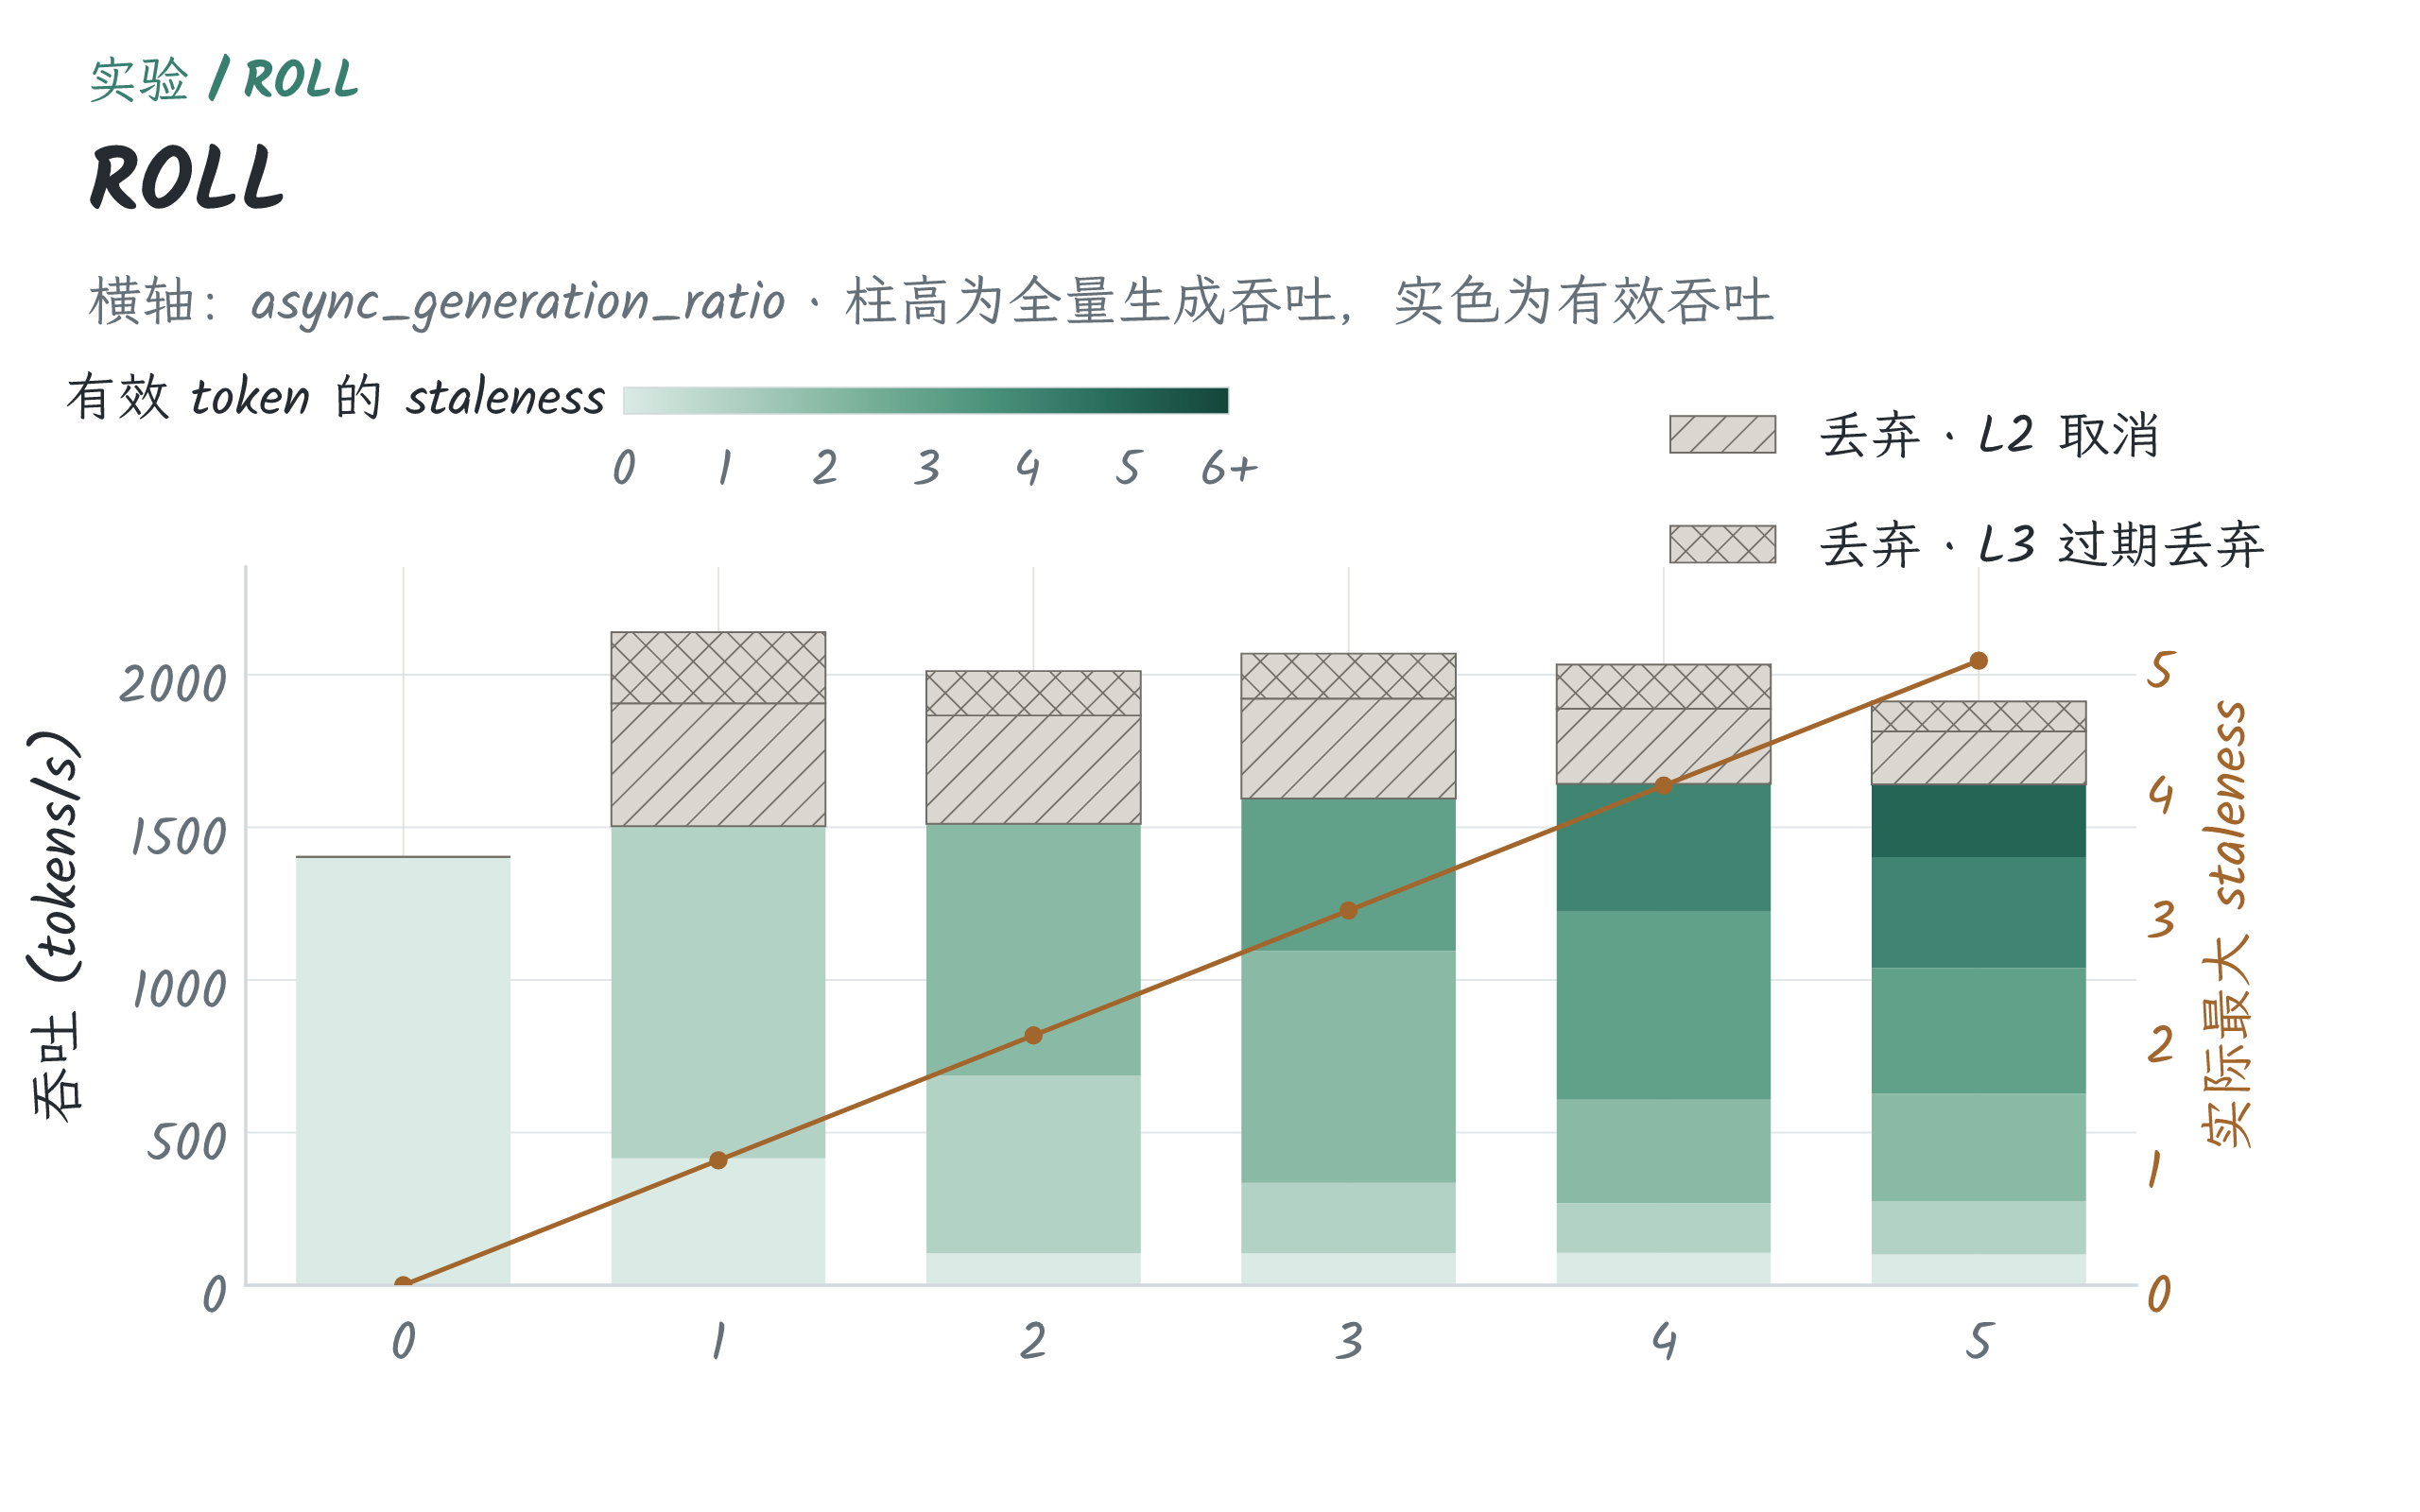 实验 / ROLL
ROLL
横轴：async_generation_ratio · 柱高为全量生成吞吐，实色为有效吞吐
有效 token 的 staleness
0 1 2 3 4 5 6+
丢弃 · L2 取消
丢弃 · L3 过期丢弃
吞吐 (tokens/s)
2000
1500
1000
500
0
0 1 2 3 4 5
5
4
3
2
1
0
实际最大 staleness